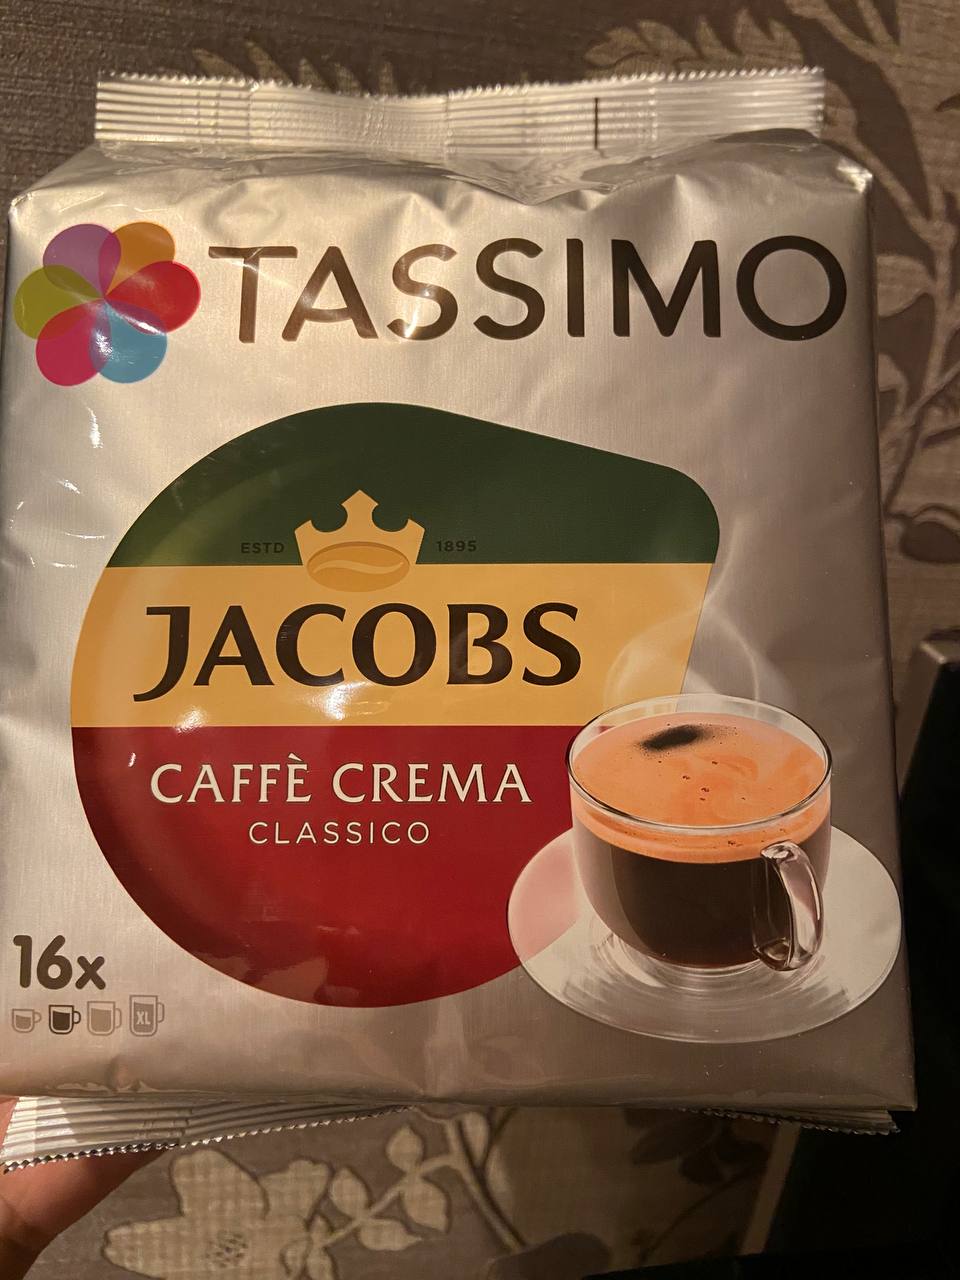 TASSIMO
ESTD 1895
JACOBS
CAFFÈ CREMA
CLASSICO
16x
XL